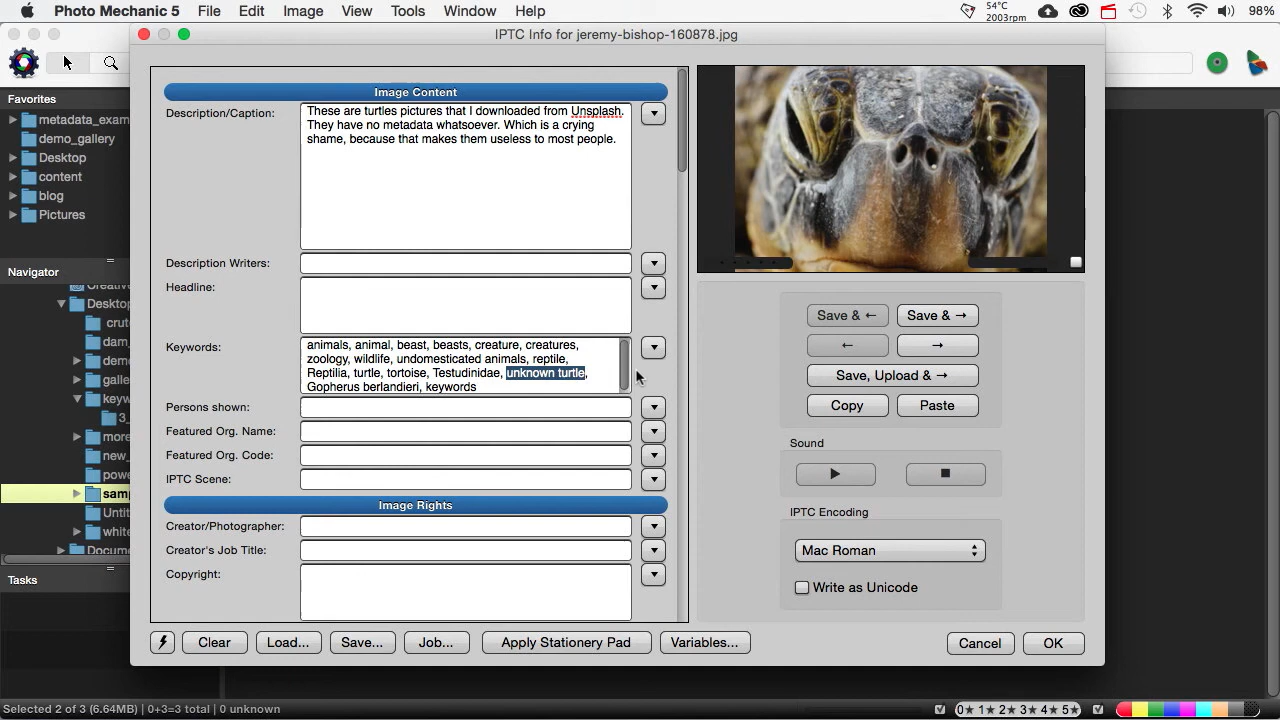 Photo Mechanic 5 File Edit Image View Tools Window Help 54°C 2003rpm 98%
IPTC Info for jeremy-bishop-160878.jpg
Favorites
metadata_exam
demo_gallery
Desktop
content
blog
Pictures
Navigator
Creative
Desktop
crute
dam_
demo
galle
keyw
3_
more
new_
powe
samp
Untit
white
Docume
Tasks
Image Content
Description/Caption:
These are turtles pictures that I downloaded from Unsplash.
They have no metadata whatsoever. Which is a crying
shame, because that makes them useless to most people.
Description Writers:
Headline:
Keywords:
animals, animal, beast, beasts, creature, creatures,
zoology, wildlife, undomesticated animals, reptile,
Reptilia, turtle, tortoise, Testudinidae, unknown turtle,
Gopherus berlandieri, keywords
Persons shown:
Featured Org. Name:
Featured Org. Code:
IPTC Scene:
Image Rights
Creator/Photographer:
Creator's Job Title:
Copyright:
Save & ← Save & →
← →
Save, Upload & →
Copy Paste
Sound
IPTC Encoding
Mac Roman
Write as Unicode
Clear Load... Save... Job... Apply Stationery Pad Variables... Cancel OK
Selected 2 of 3 (6.64MB) | 0+3=3 total | 0 unknown
0★ 1★ 2★ 3★ 4★ 5★